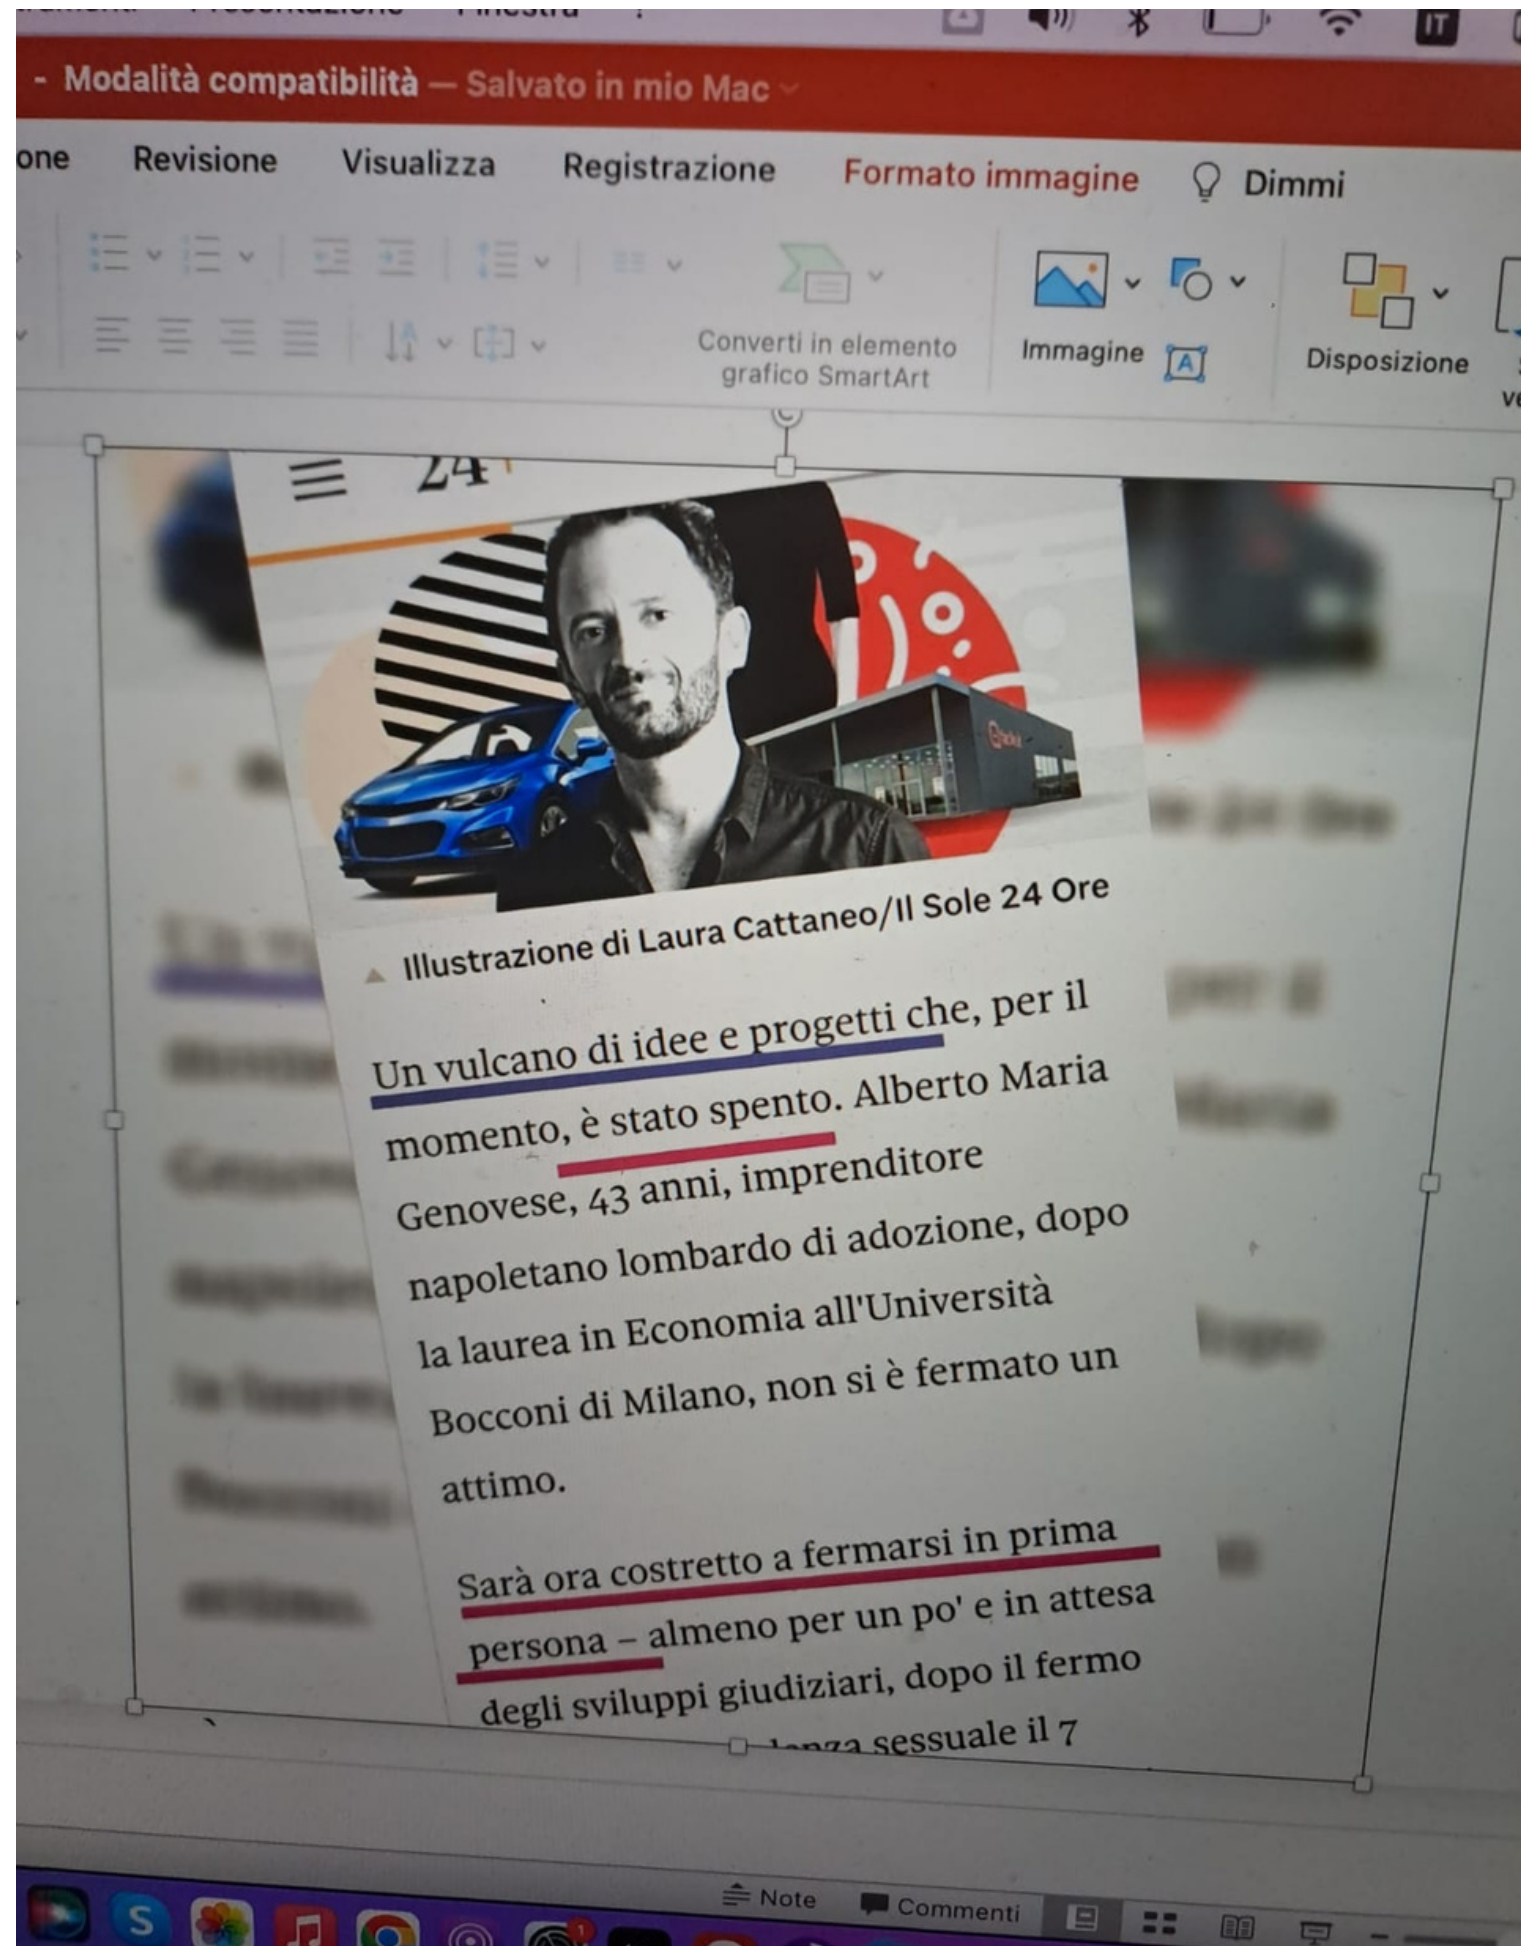 - Modalità compatibilità — Salvato in mio Mac
IT
one Revisione Visualizza Registrazione Formato immagine Dimmi
Converti in elemento
grafico SmartArt
Immagine
Disposizione
A
24
Illustrazione di Laura Cattaneo/Il Sole 24 Ore
Un vulcano di idee e progetti che, per il
momento, è stato spento. Alberto Maria
Genovese, 43 anni, imprenditore
napoletano lombardo di adozione, dopo
la laurea in Economia all'Università
Bocconi di Milano, non si è fermato un
attimo.
Sarà ora costretto a fermarsi in prima
persona – almeno per un po' e in attesa
degli sviluppi giudiziari, dopo il fermo
sessuale il 7
Note Commenti
S
1